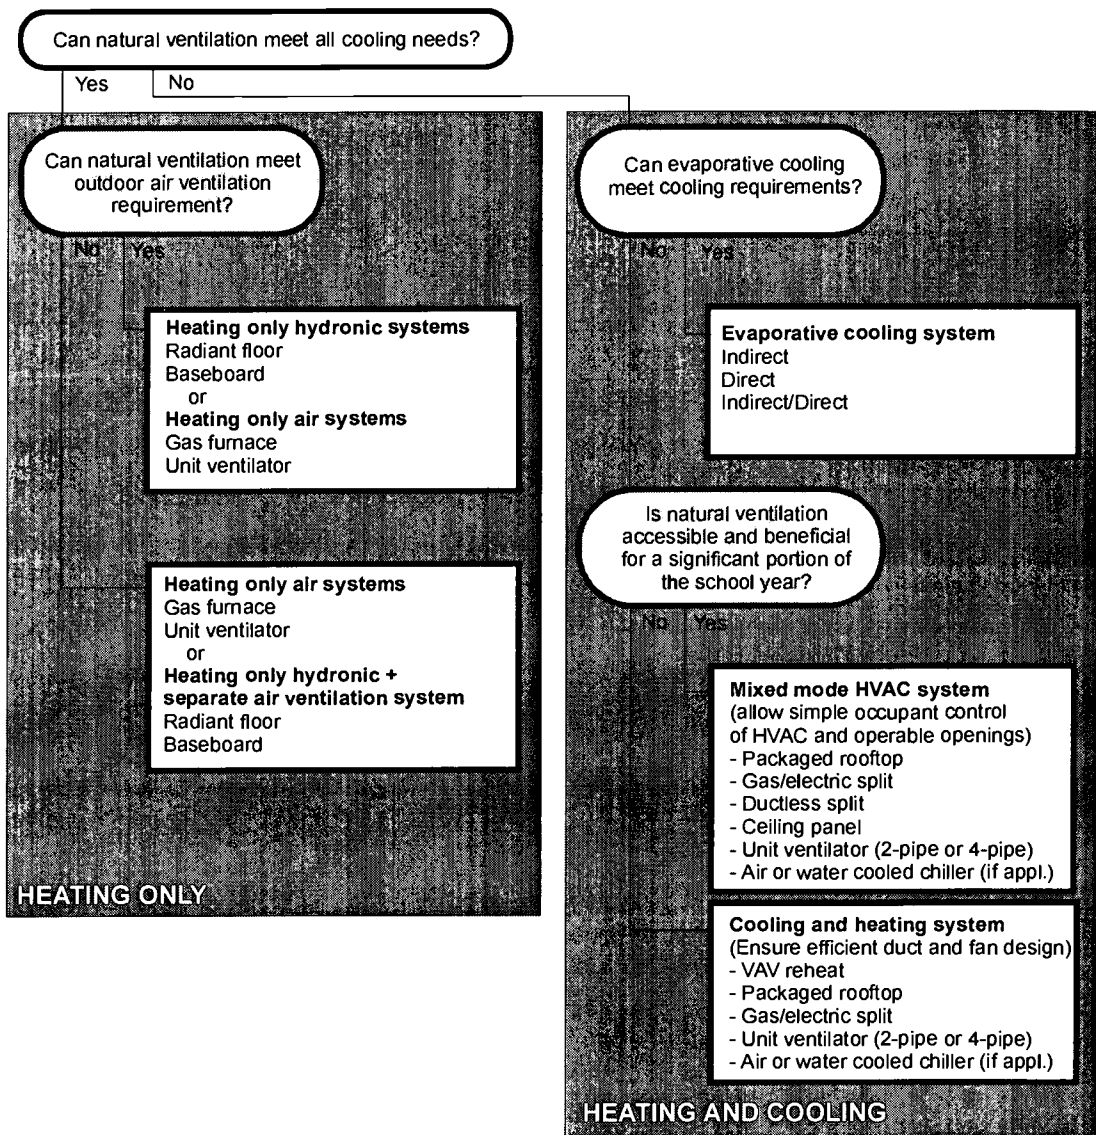 Can natural ventilation meet all cooling needs?
Yes
No
Can natural ventilation meet
outdoor air ventilation
requirement?
No
Yes
Heating only hydronic systems
Radiant floor
Baseboard
or
Heating only air systems
Gas furnace
Unit ventilator
Heating only air systems
Gas furnace
Unit ventilator
or
Heating only hydronic +
separate air ventilation system
Radiant floor
Baseboard
HEATING ONLY
Can evaporative cooling
meet cooling requirements?
No
Yes
Evaporative cooling system
Indirect
Direct
Indirect/Direct
Is natural ventilation
accessible and beneficial
for a significant portion of
the school year?
No
Yes
Mixed mode HVAC system
(allow simple occupant control
of HVAC and operable openings)
- Packaged rooftop
- Gas/electric split
- Ductless split
- Ceiling panel
- Unit ventilator (2-pipe or 4-pipe)
- Air or water cooled chiller (if appl.)
Cooling and heating system
(Ensure efficient duct and fan design)
- VAV reheat
- Packaged rooftop
- Gas/electric split
- Unit ventilator (2-pipe or 4-pipe)
- Air or water cooled chiller (if appl.)
HEATING AND COOLING